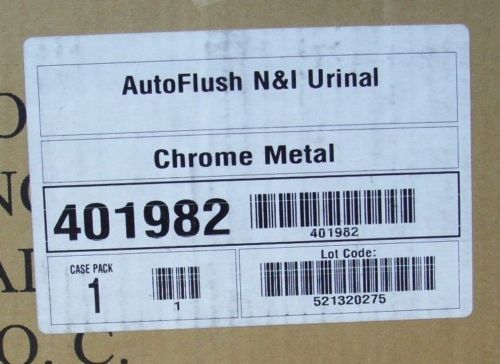 AutoFlush N&I Urinal
Chrome Metal
401982
401982
CASE PACK
1
1
Lot Code:
521320275
O. C.